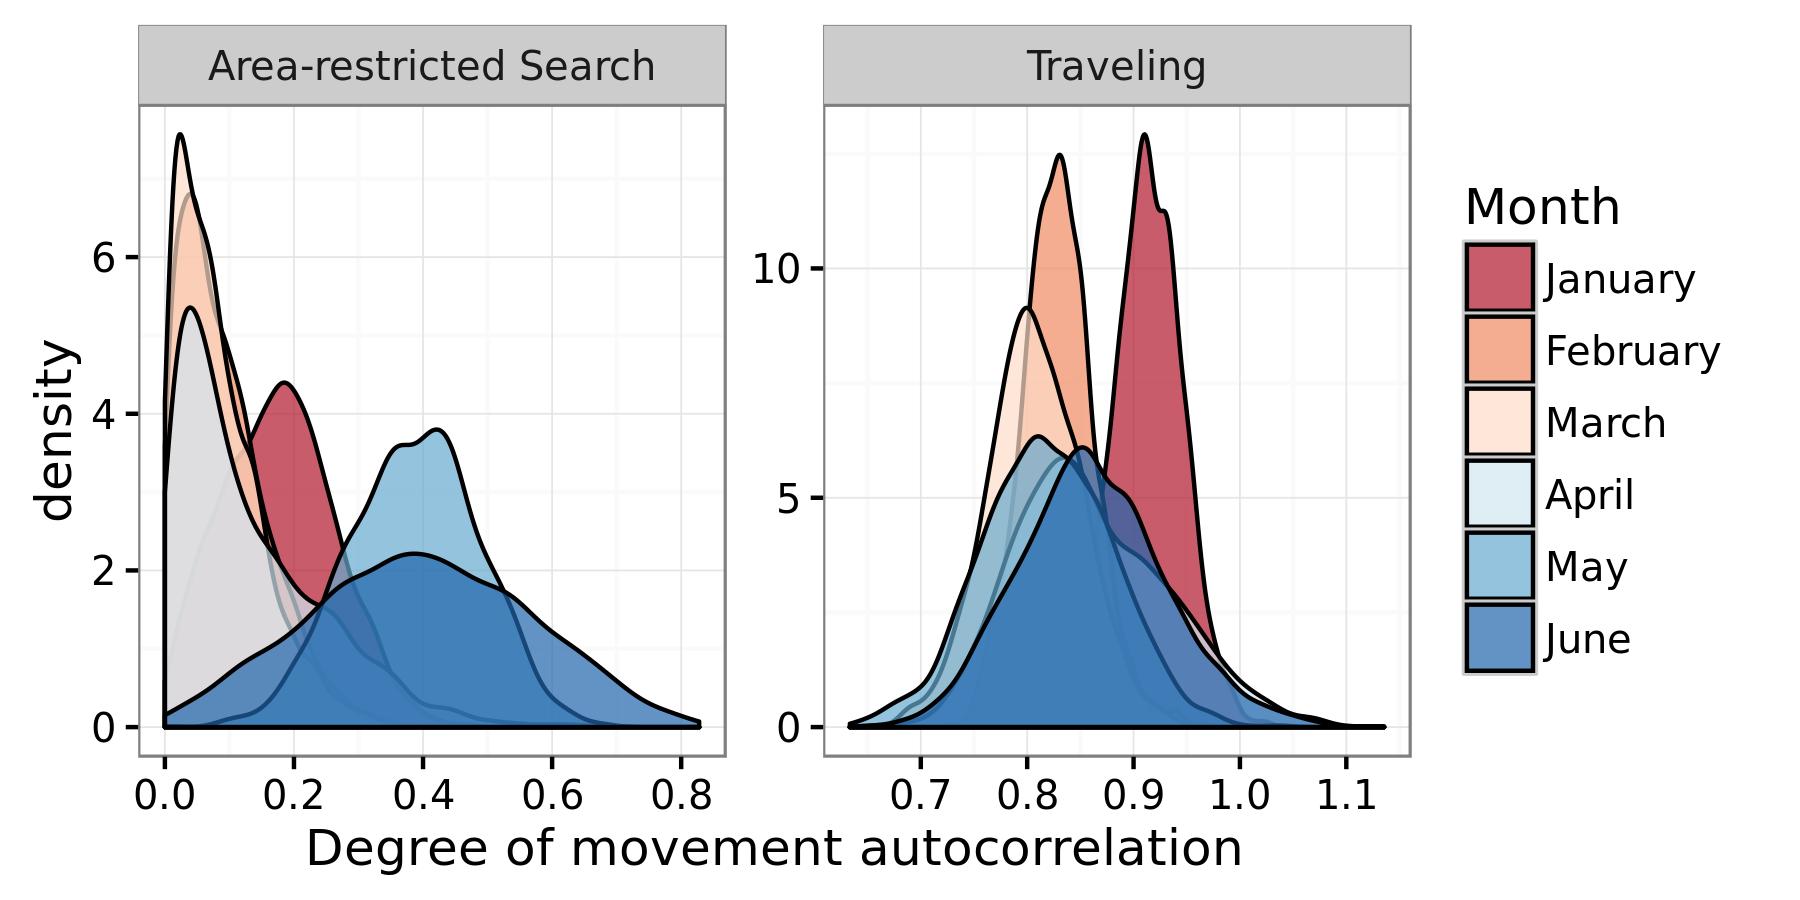 Area-restricted Search
Traveling
density
0
2
4
6
0
5
10
0.0 0.2 0.4 0.6 0.8
0.7 0.8 0.9 1.0 1.1
Degree of movement autocorrelation
Month
January
February
March
April
May
June